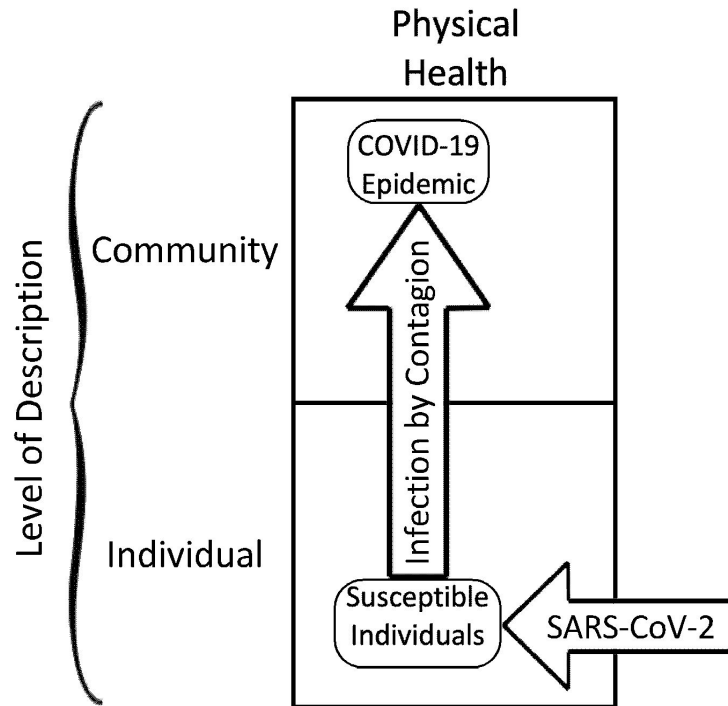 Physical
Health
COVID-19
Epidemic
Community
Level of Description
Infection by Contagion
Individual
Susceptible
Individuals
SARS-CoV-2